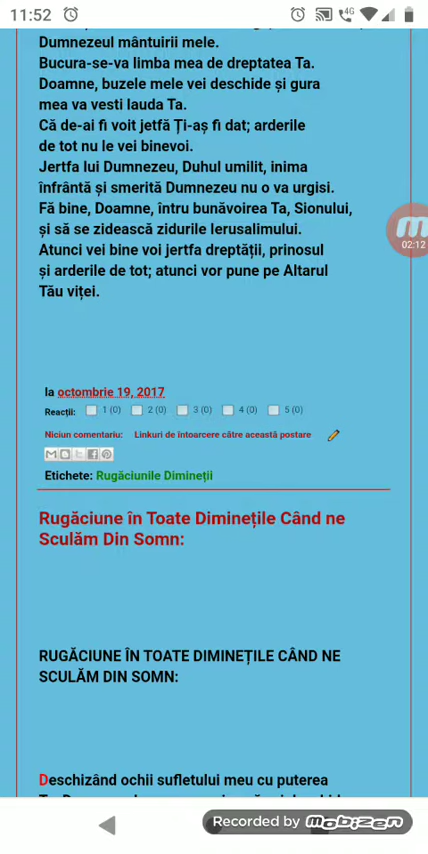 11:52
4G
Dumnezeul mântuirii mele.
Bucura-se-va limba mea de dreptatea Ta.
Doamne, buzele mele vei deschide și gura
mea va vesti lauda Ta.
Că de-ai fi voit jetfă Ți-aș fi dat; arderile
de tot nu le vei binevoi.
Jertfa lui Dumnezeu, Duhul umilit, inima
înfrântă și smerită Dumnezeu nu o va urgisi.
Fă bine, Doamne, întru bunăvoirea Ta, Sionului,
și să se zidească zidurile Ierusalimului.
Atunci vei bine voi jertfa dreptății, prinosul
și arderile de tot; atunci vor pune pe Altarul
Tău viței.
02:12
la octombrie 19, 2017
Reacții: 1 (0) 2 (0) 3 (0) 4 (0) 5 (0)
Niciun comentariu: Linkuri de întoarcere către această postare
Etichete: Rugăciunile Dimineții
Rugăciune în Toate Diminețile Când ne
Sculăm Din Somn:
RUGĂCIUNE ÎN TOATE DIMINEȚILE CÂND NE
SCULĂM DIN SOMN:
Deschizând ochii sufletului meu cu puterea
Recorded by mobizen